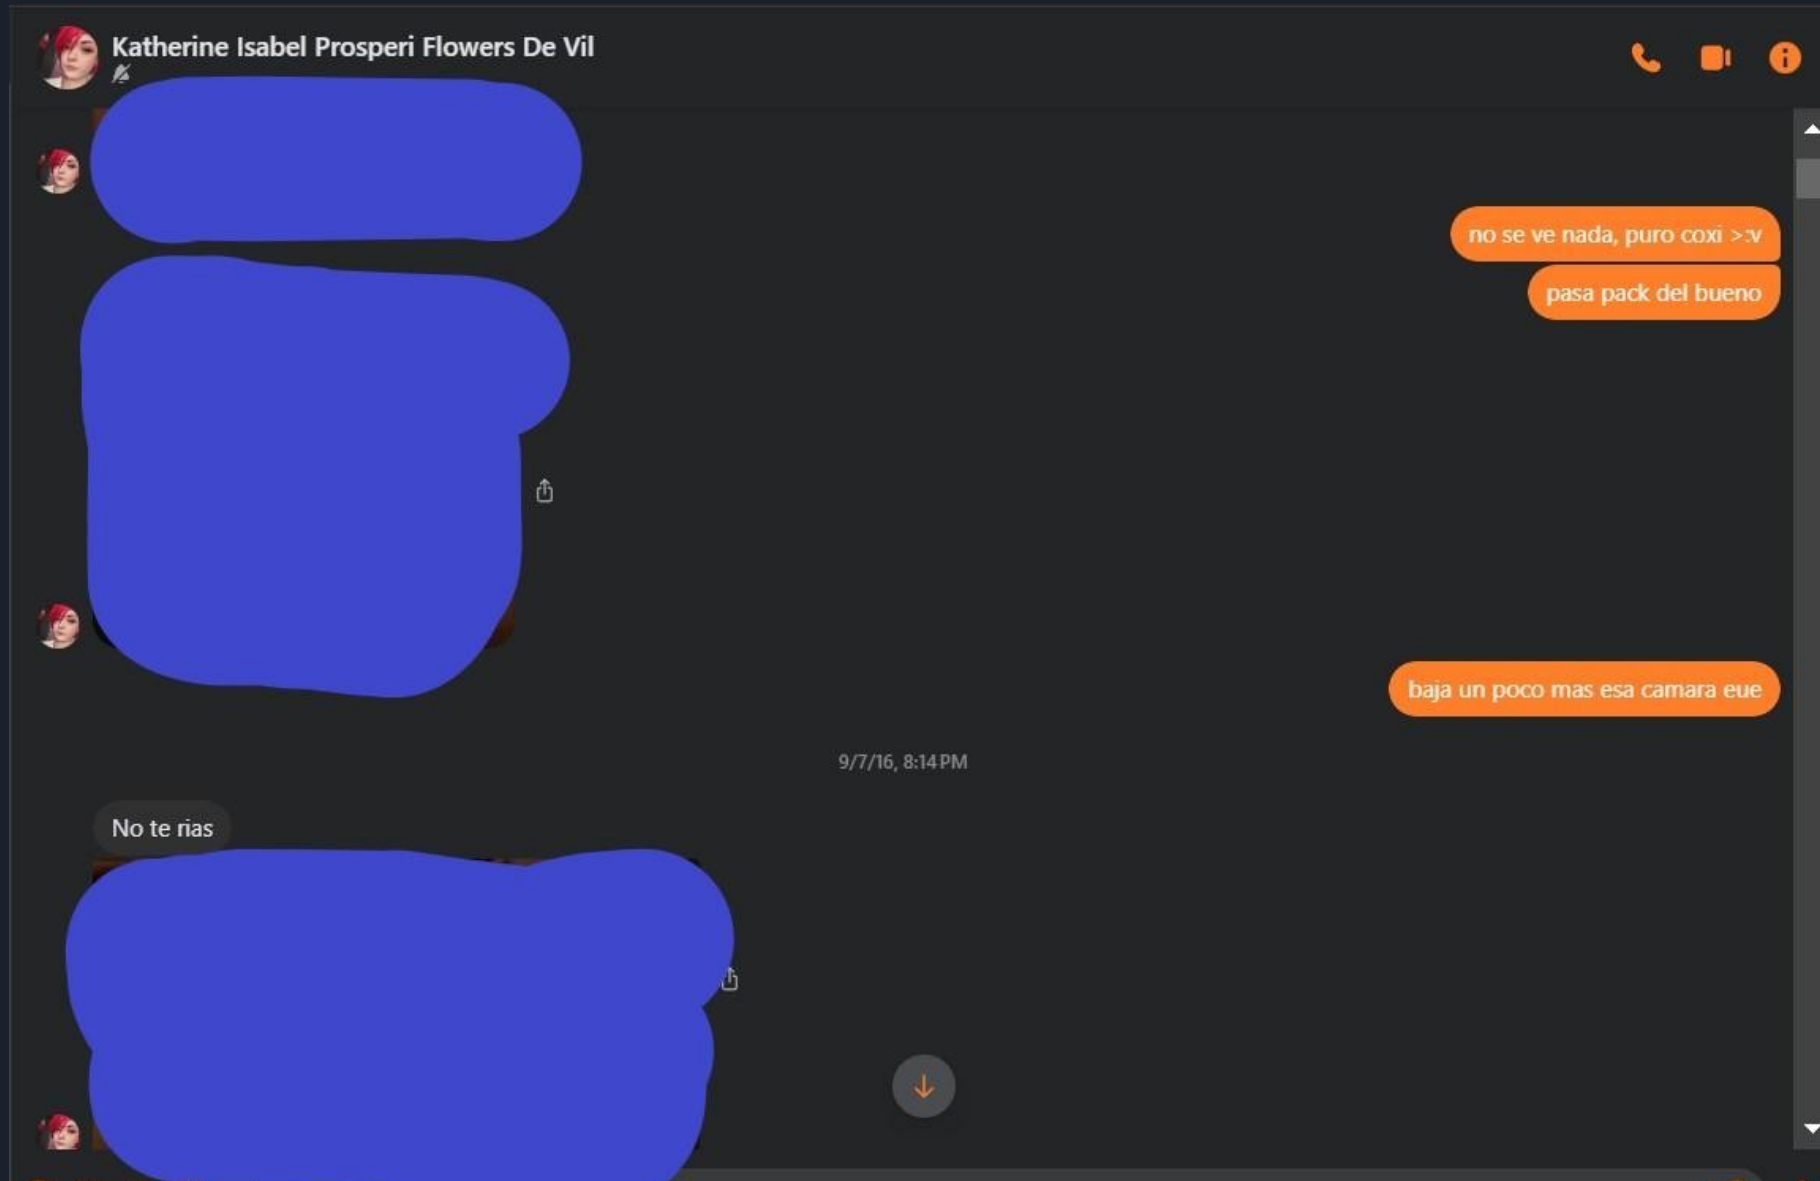 Katherine Isabel Prosperi Flowers De Vil
no se ve nada, puro coxi >:v
pasa pack del bueno
baja un poco mas esa camara eue
9/7/16, 8:14 PM
No te rias